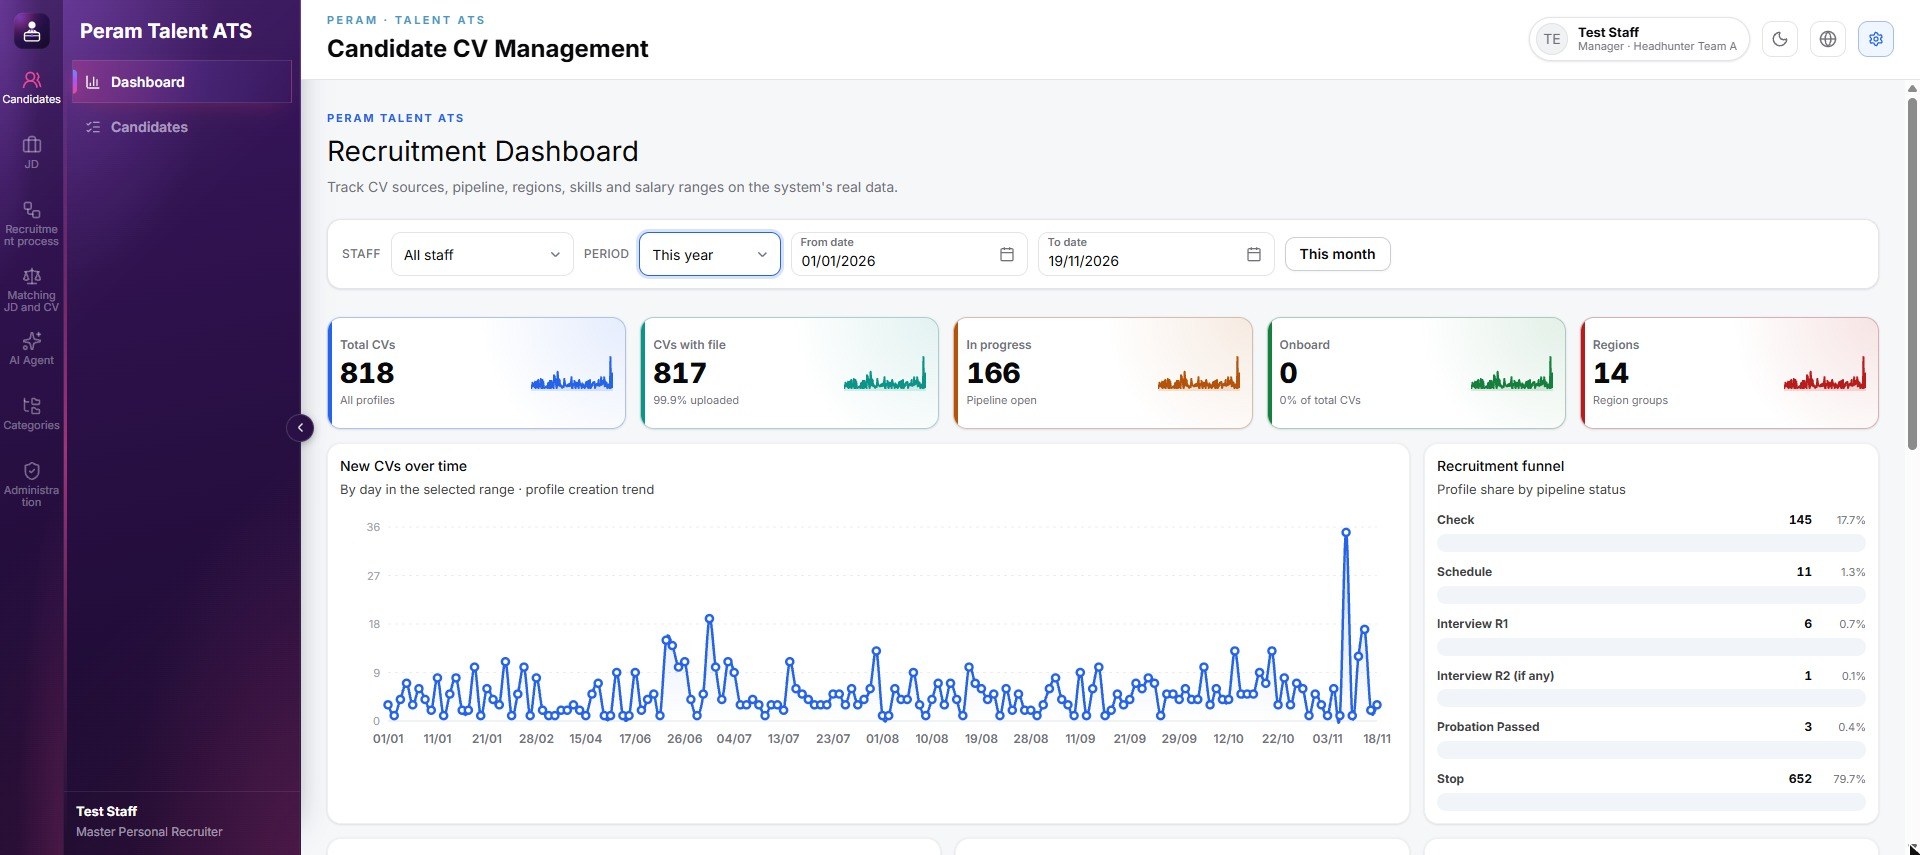 Peram Talent ATS
Candidates
JD
Recruitme
nt process
Matching
JD and CV
AI Agent
Categories
Administra
tion
Dashboard
Candidates
Test Staff
Master Personal Recruiter
PERAM · TALENT ATS
Candidate CV Management
TE
Test Staff
Manager · Headhunter Team A
PERAM TALENT ATS
Recruitment Dashboard
Track CV sources, pipeline, regions, skills and salary ranges on the system's real data.
STAFF
All staff
PERIOD
This year
From date
01/01/2026
To date
19/11/2026
This month
Total CVs
818
All profiles
CVs with file
817
99.9% uploaded
In progress
166
Pipeline open
Onboard
0
0% of total CVs
Regions
14
Region groups
New CVs over time
By day in the selected range · profile creation trend
36
27
18
9
0
01/01 11/01 21/01 28/02 15/04 17/06 26/06 04/07 13/07 23/07 01/08 10/08 19/08 28/08 11/09 21/09 29/09 12/10 22/10 03/11 18/11
Recruitment funnel
Profile share by pipeline status
Check 145 17.7%
Schedule 11 1.3%
Interview R1 6 0.7%
Interview R2 (if any) 1 0.1%
Probation Passed 3 0.4%
Stop 652 79.7%